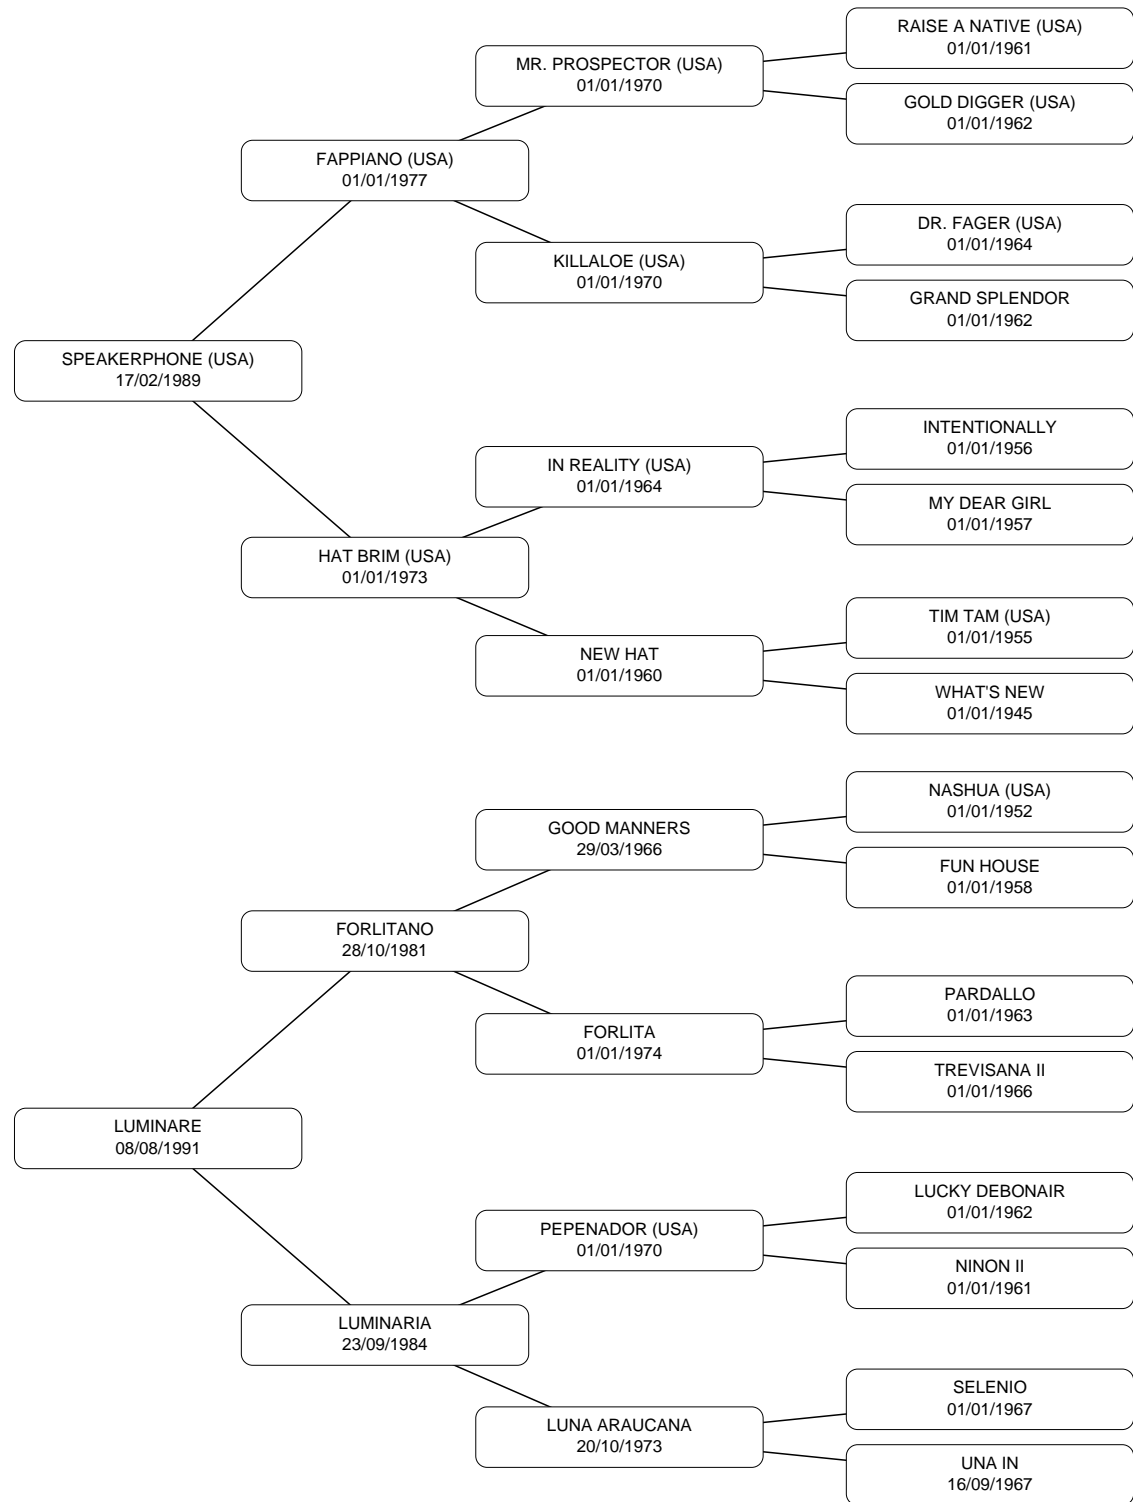 RAISE A NATIVE (USA)
01/01/1961
MR. PROSPECTOR (USA)
01/01/1970
GOLD DIGGER (USA)
01/01/1962
FAPPIANO (USA)
01/01/1977
DR. FAGER (USA)
01/01/1964
KILLALOE (USA)
01/01/1970
GRAND SPLENDOR
01/01/1962
SPEAKERPHONE (USA)
17/02/1989
INTENTIONALLY
01/01/1956
IN REALITY (USA)
01/01/1964
MY DEAR GIRL
01/01/1957
HAT BRIM (USA)
01/01/1973
TIM TAM (USA)
01/01/1955
NEW HAT
01/01/1960
WHAT'S NEW
01/01/1945
NASHUA (USA)
01/01/1952
GOOD MANNERS
29/03/1966
FUN HOUSE
01/01/1958
FORLITANO
28/10/1981
PARDALLO
01/01/1963
FORLITA
01/01/1974
TREVISANA II
01/01/1966
LUMINARE
08/08/1991
LUCKY DEBONAIR
01/01/1962
PEPENADOR (USA)
01/01/1970
NINON II
01/01/1961
LUMINARIA
23/09/1984
SELENIO
01/01/1967
LUNA ARAUCANA
20/10/1973
UNA IN
16/09/1967